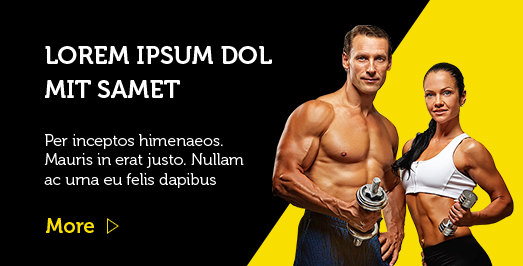 LOREM IPSUM DOL
MIT SAMET
Per inceptos himenaeos.
Mauris in erat justo. Nullam
ac urna eu felis dapibus
More